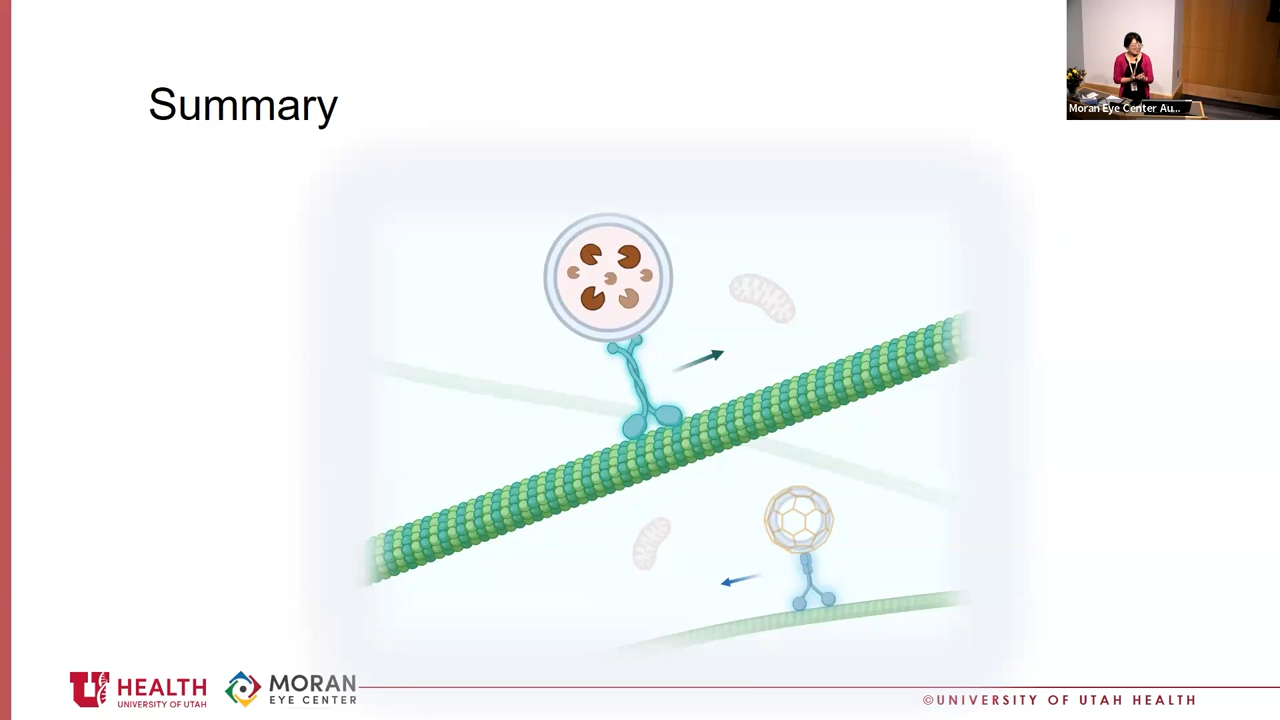 Summary
Moran Eye Center Au...
U HEALTH
UNIVERSITY OF UTAH
MORAN
EYE CENTER
©UNIVERSITY OF UTAH HEALTH